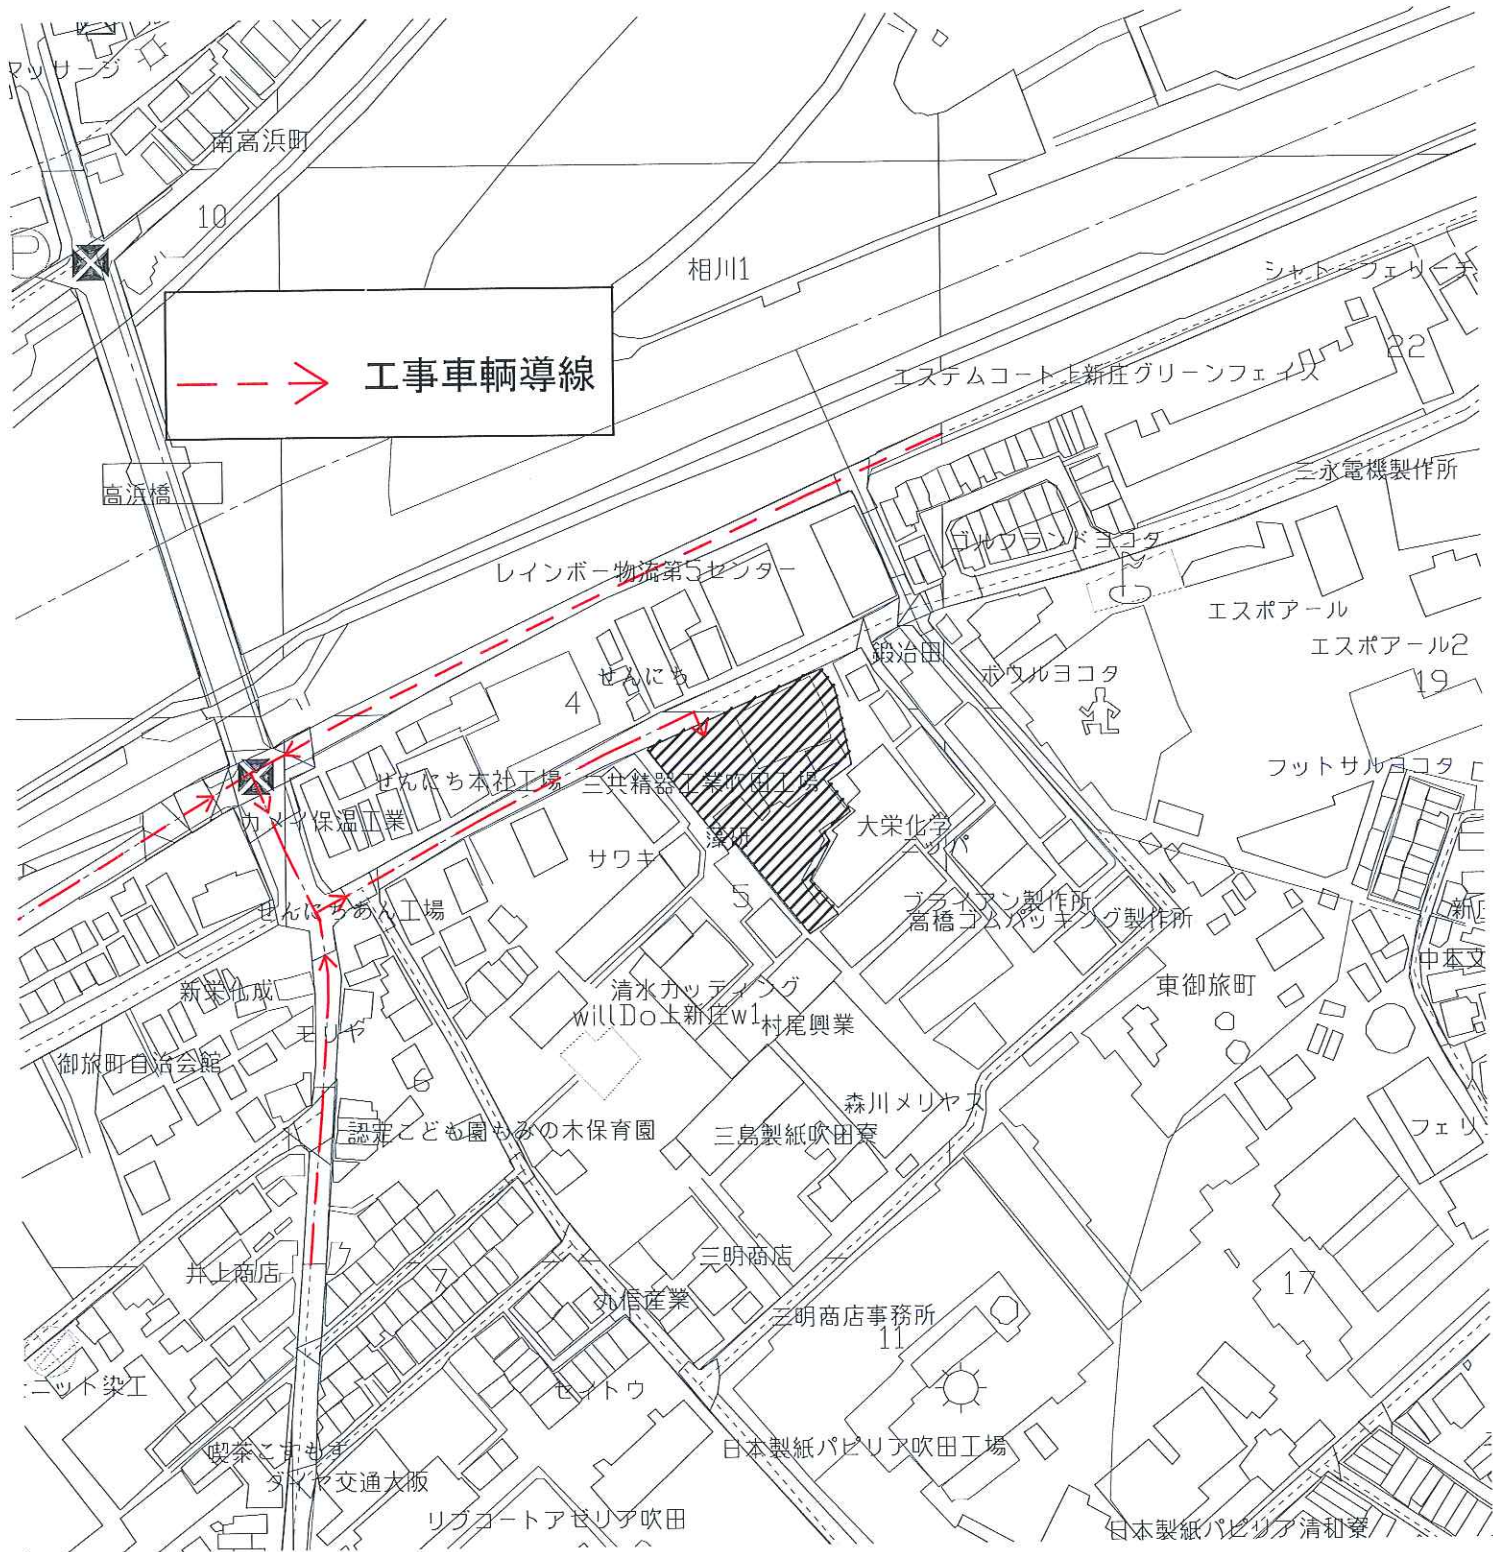 マッサージ
南高浜町
10
P
相川1
シャトーフェリーチ
工事車輌導線
22
エステムコート上新庄グリーンフェイス
高浜橋
三永電機製作所
ゴルフランドヨコタ
レインボー物流第5センター
エスポアール
エスポアール2
鍛治田
せんにち
ボウルヨコタ
19
4
フットサルヨコタ
せんにち本社工場
三共精器工業吹田工場
カメイ保温工業
大栄化学
ニッパ
サワキ
5
ブライアン製作所
せんにちあん工場
高橋ゴムパッキング製作所
新栄化成
清水カッティング
東御旅町
willDo上新庄w1
村尾興業
モリヤ
御旅町自治会館
6
森川メリヤス
認定こども園もみの木保育園
三島製紙吹田寮
フェリ
三明商店
井上商店
7
17
丸信産業
三明商店事務所
11
ニット染工
セイトウ
日本製紙パピリア吹田工場
喫茶こすもす
ダイヤ交通大阪
リブコートアゼリア吹田
日本製紙パピリア清和寮